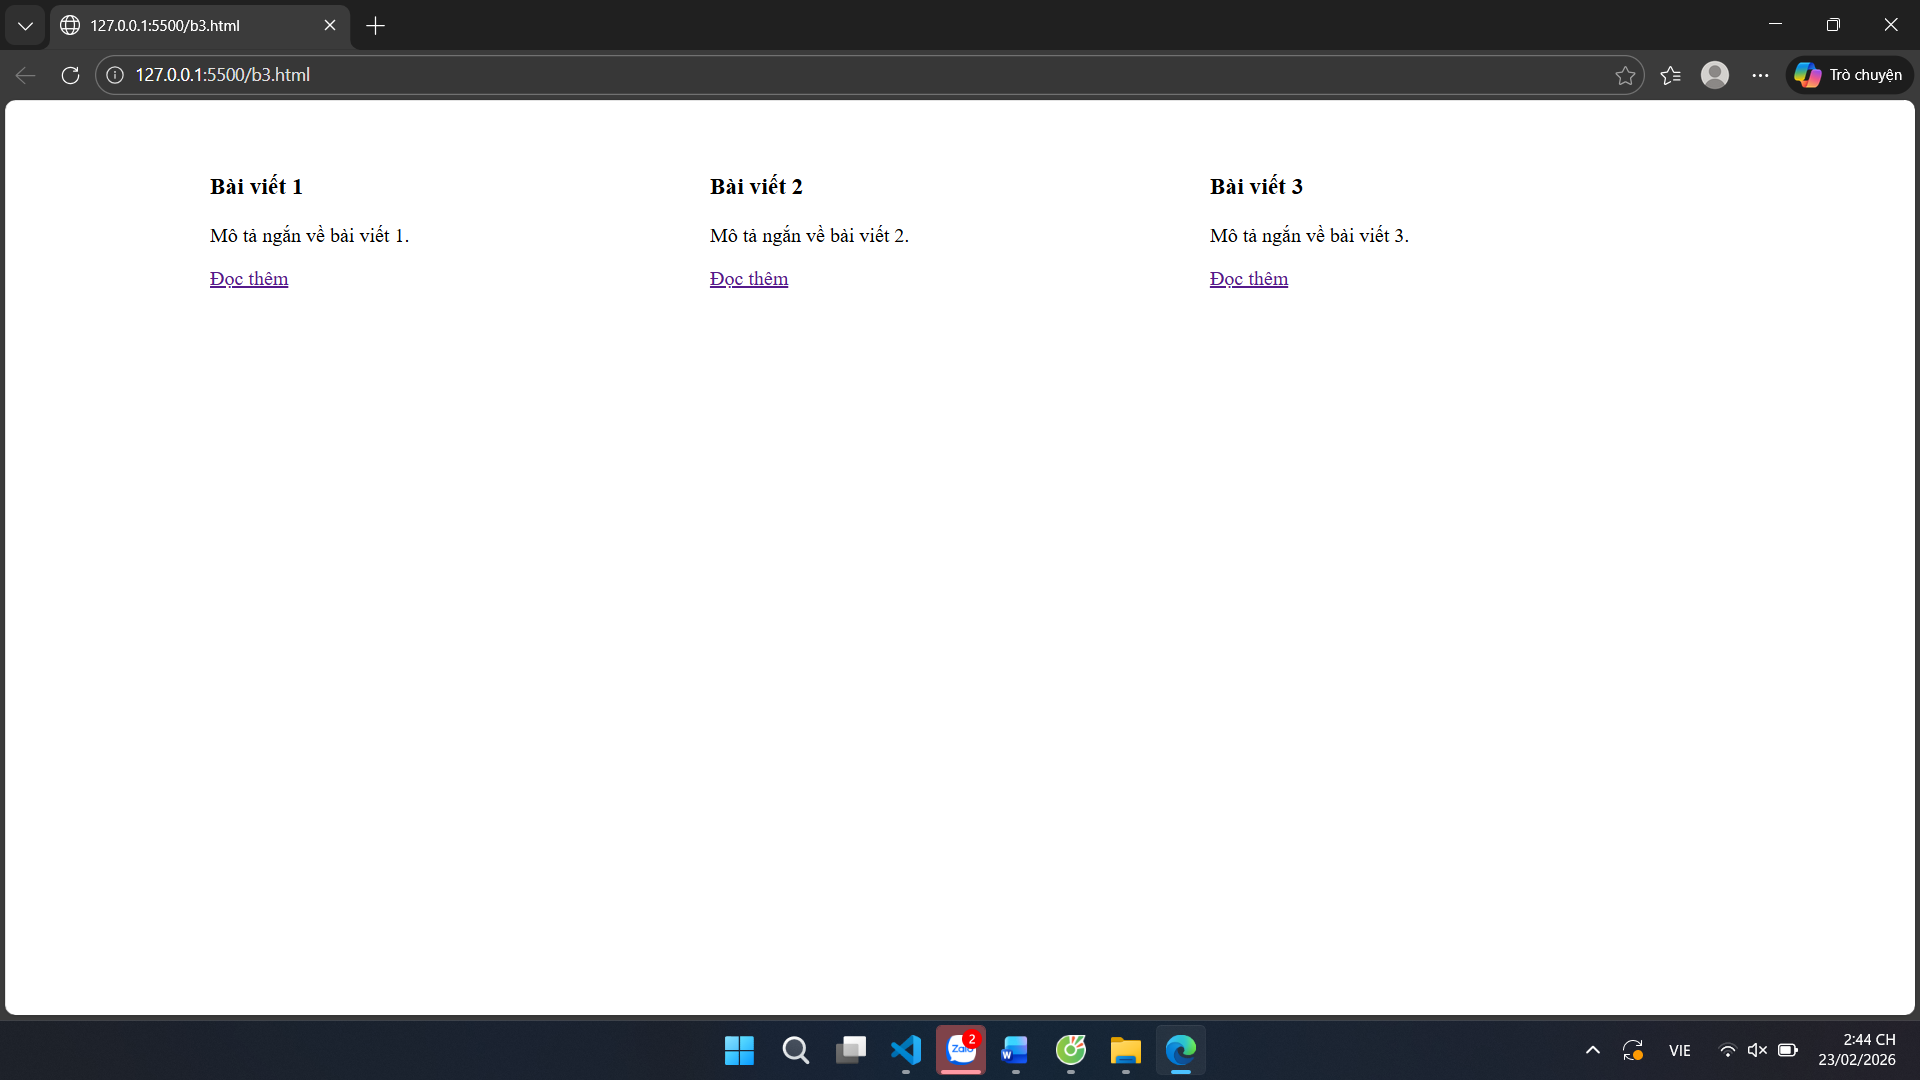 127.0.0.1:5500/b3.html
127.0.0.1:5500/b3.html
Trò chuyện
Bài viết 1
Mô tả ngắn về bài viết 1.
Đọc thêm
Bài viết 2
Mô tả ngắn về bài viết 2.
Đọc thêm
Bài viết 3
Mô tả ngắn về bài viết 3.
Đọc thêm
Zalo
2
W
VIE
2:44 CH
23/02/2026